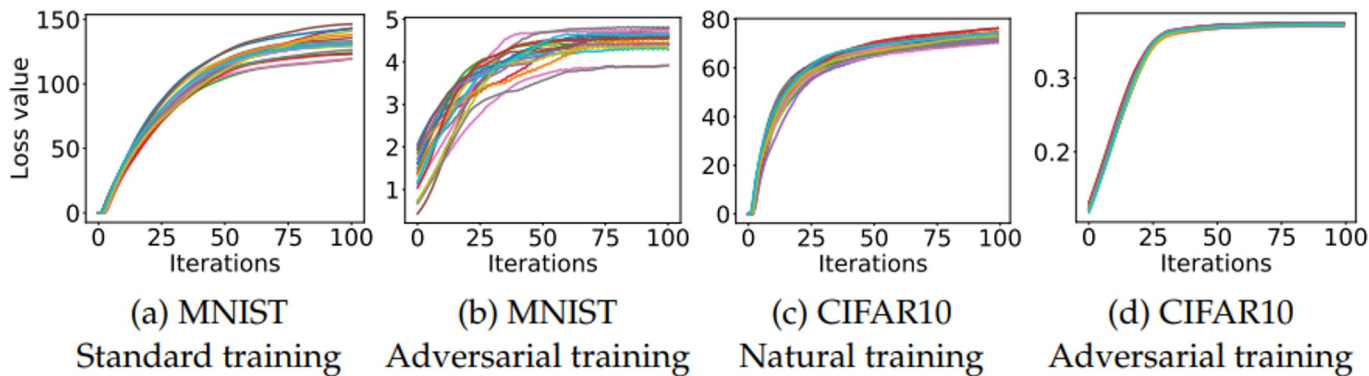 Loss value
150
100
50
0
0 25 50 75 100
Iterations
5
4
3
2
1
0 25 50 75 100
Iterations
80
60
40
20
0
0 25 50 75 100
Iterations
0.3
0.2
0 25 50 75 100
Iterations
(a) MNIST
Standard training
(b) MNIST
Adversarial training
(c) CIFAR10
Natural training
(d) CIFAR10
Adversarial training